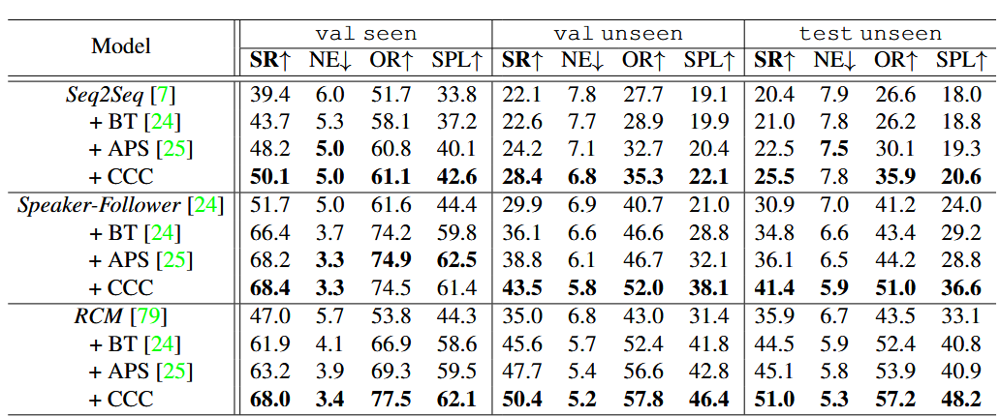 Model val seen val unseen test unseen
SR↑ NE↓ OR↑ SPL↑ SR↑ NE↓ OR↑ SPL↑ SR↑ NE↓ OR↑ SPL↑
Seq2Seq [7] 39.4 6.0 51.7 33.8 22.1 7.8 27.7 19.1 20.4 7.9 26.6 18.0
+ BT [24] 43.7 5.3 58.1 37.2 22.6 7.7 28.9 19.9 21.0 7.8 26.2 18.8
+ APS [25] 48.2 5.0 60.8 40.1 24.2 7.1 32.7 20.4 22.5 7.5 30.1 19.3
+ CCC 50.1 5.0 61.1 42.6 28.4 6.8 35.3 22.1 25.5 7.8 35.9 20.6
Speaker-Follower [24] 51.7 5.0 61.6 44.4 29.9 6.9 40.7 21.0 30.9 7.0 41.2 24.0
+ BT [24] 66.4 3.7 74.2 59.8 36.1 6.6 46.6 28.8 34.8 6.6 43.4 29.2
+ APS [25] 68.2 3.3 74.9 62.5 38.8 6.1 46.7 32.1 36.1 6.5 44.2 28.8
+ CCC 68.4 3.3 74.5 61.4 43.5 5.8 52.0 38.1 41.4 5.9 51.0 36.6
RCM [79] 47.0 5.7 53.8 44.3 35.0 6.8 43.0 31.4 35.9 6.7 43.5 33.1
+ BT [24] 61.9 4.1 66.9 58.6 45.6 5.7 52.4 41.8 44.5 5.9 52.4 40.8
+ APS [25] 63.2 3.9 69.3 59.5 47.7 5.4 56.6 42.8 45.1 5.8 53.9 40.9
+ CCC 68.0 3.4 77.5 62.1 50.4 5.2 57.8 46.4 51.0 5.3 57.2 48.2